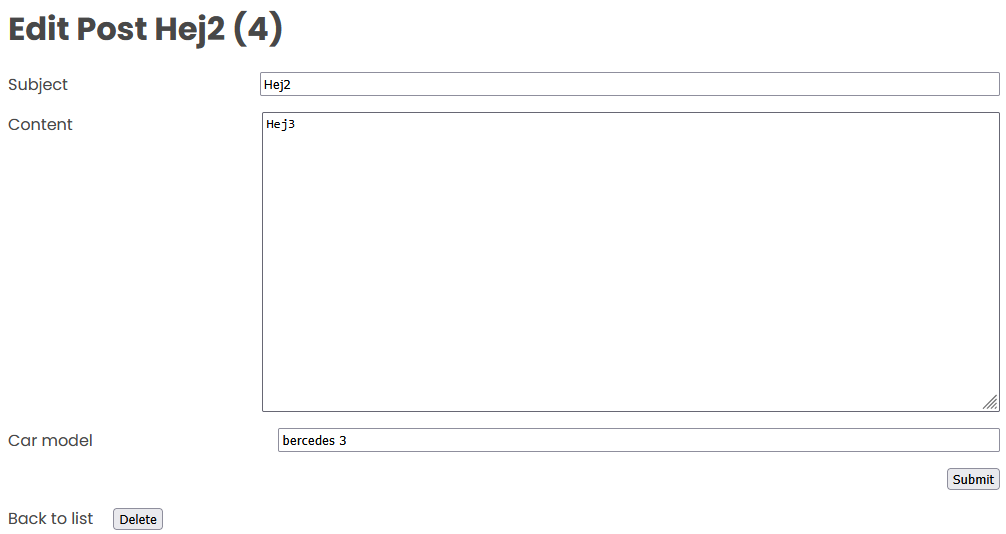 Edit Post Hej2 (4)
Subject Hej2
Content Hej3
Car model bercedes 3
Submit
Back to list Delete